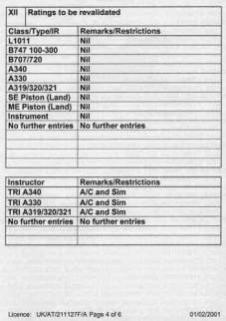 XII Ratings to be revalidated
Class/Type/IR Remarks/Restrictions
L1011 Nil
B747 100-300 Nil
B707/720 Nil
A340 Nil
A330 Nil
A319/320/321 Nil
SE Piston (Land) Nil
ME Piston (Land) Nil
Instrument Nil
No further entries No further entries
Instructor Remarks/Restrictions
TRI A340 A/C and Sim
TRI A330 A/C and Sim
TRI A319/320/321 A/C and Sim
No further entries No further entries
Licence: UK/AT/211127F/A Page 4 of 6 01/02/2001